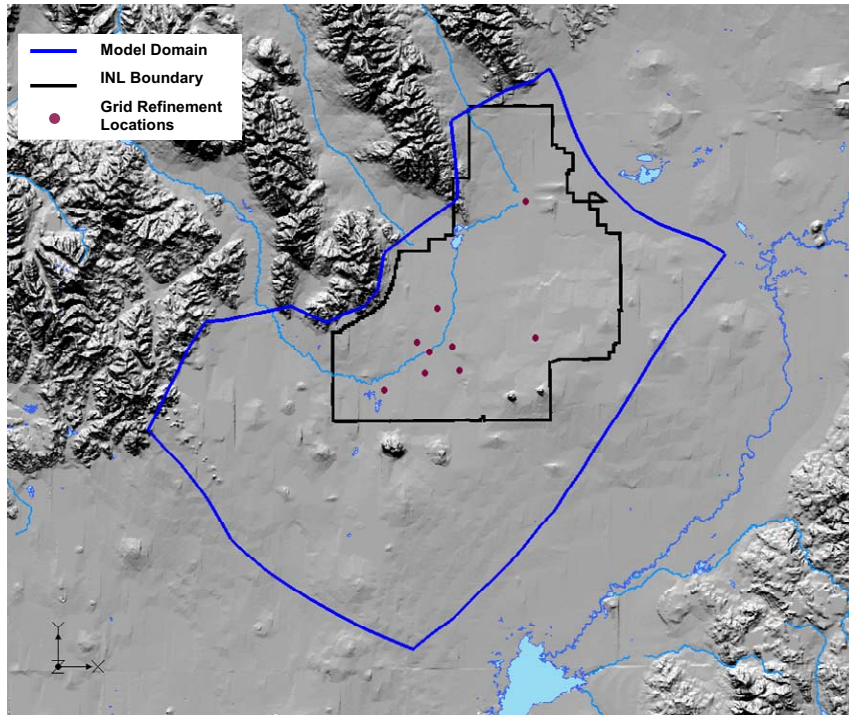 Model Domain
INL Boundary
Grid Refinement
Locations
Y
Z
X